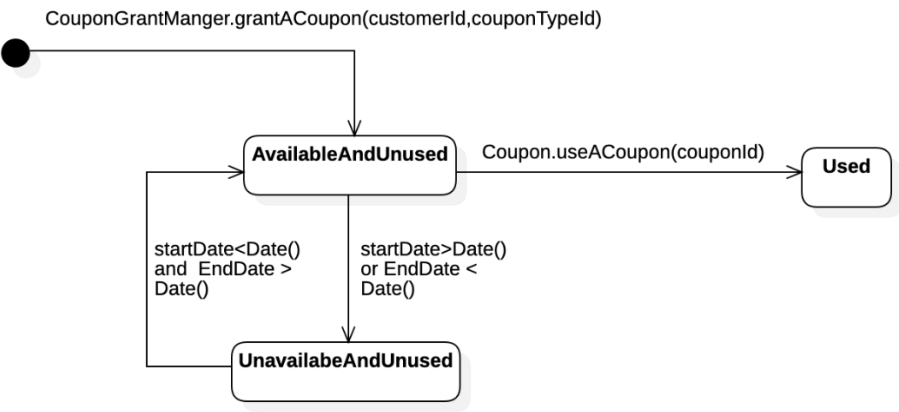 CouponGrantManger.grantACoupon(customerId,couponTypeId)
AvailableAndUnused
Coupon.useACoupon(couponId)
Used
startDate<Date()
and  EndDate >
Date()
startDate>Date()
or EndDate <
Date()
UnavailabeAndUnused